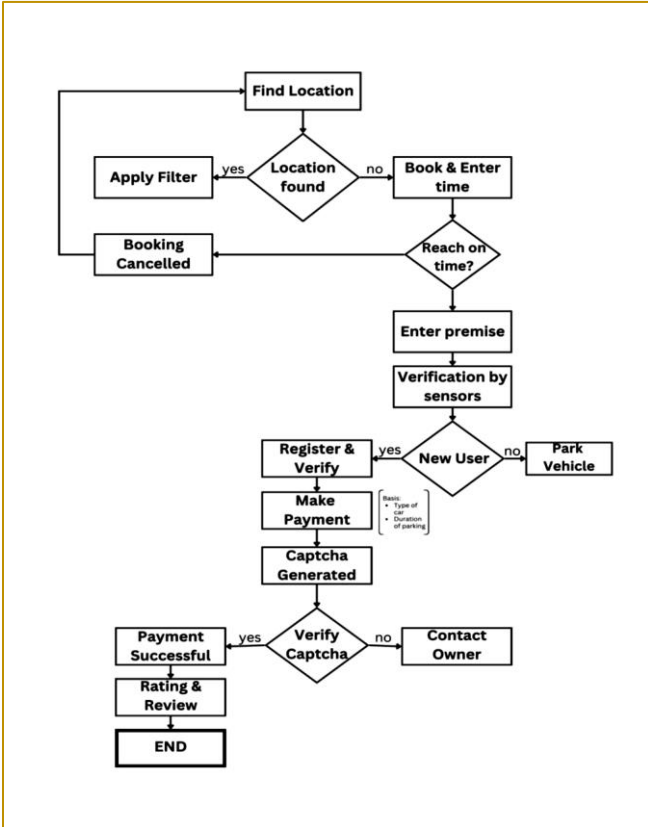 Find Location
Location
found
yes
no
Apply Filter
Book & Enter
time
Booking
Cancelled
Reach on
time?
Enter premise
Verification by
sensors
New User
yes
no
Register &
Verify
Park
Vehicle
Make
Payment
Basis:
• Type of
car
• Duration
of parking
Captcha
Generated
Verify
Captcha
yes
no
Payment
Successful
Contact
Owner
Rating &
Review
END